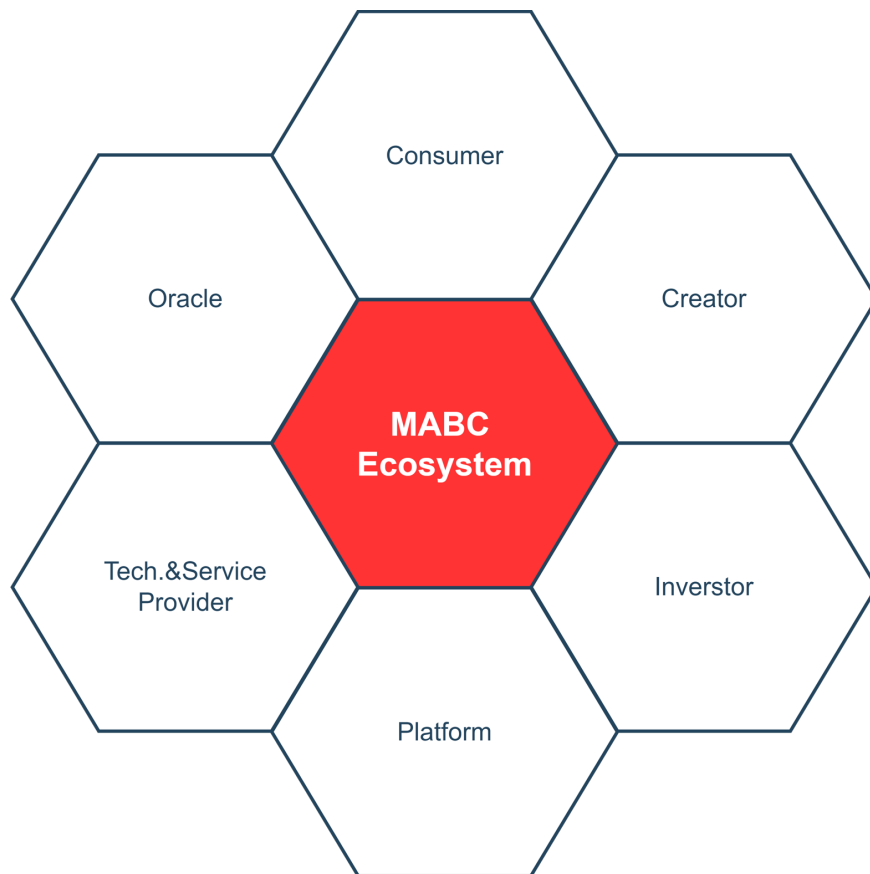 Consumer
Oracle
Creator
MABC
Ecosystem
Tech.&Service
Provider
Inverstor
Platform